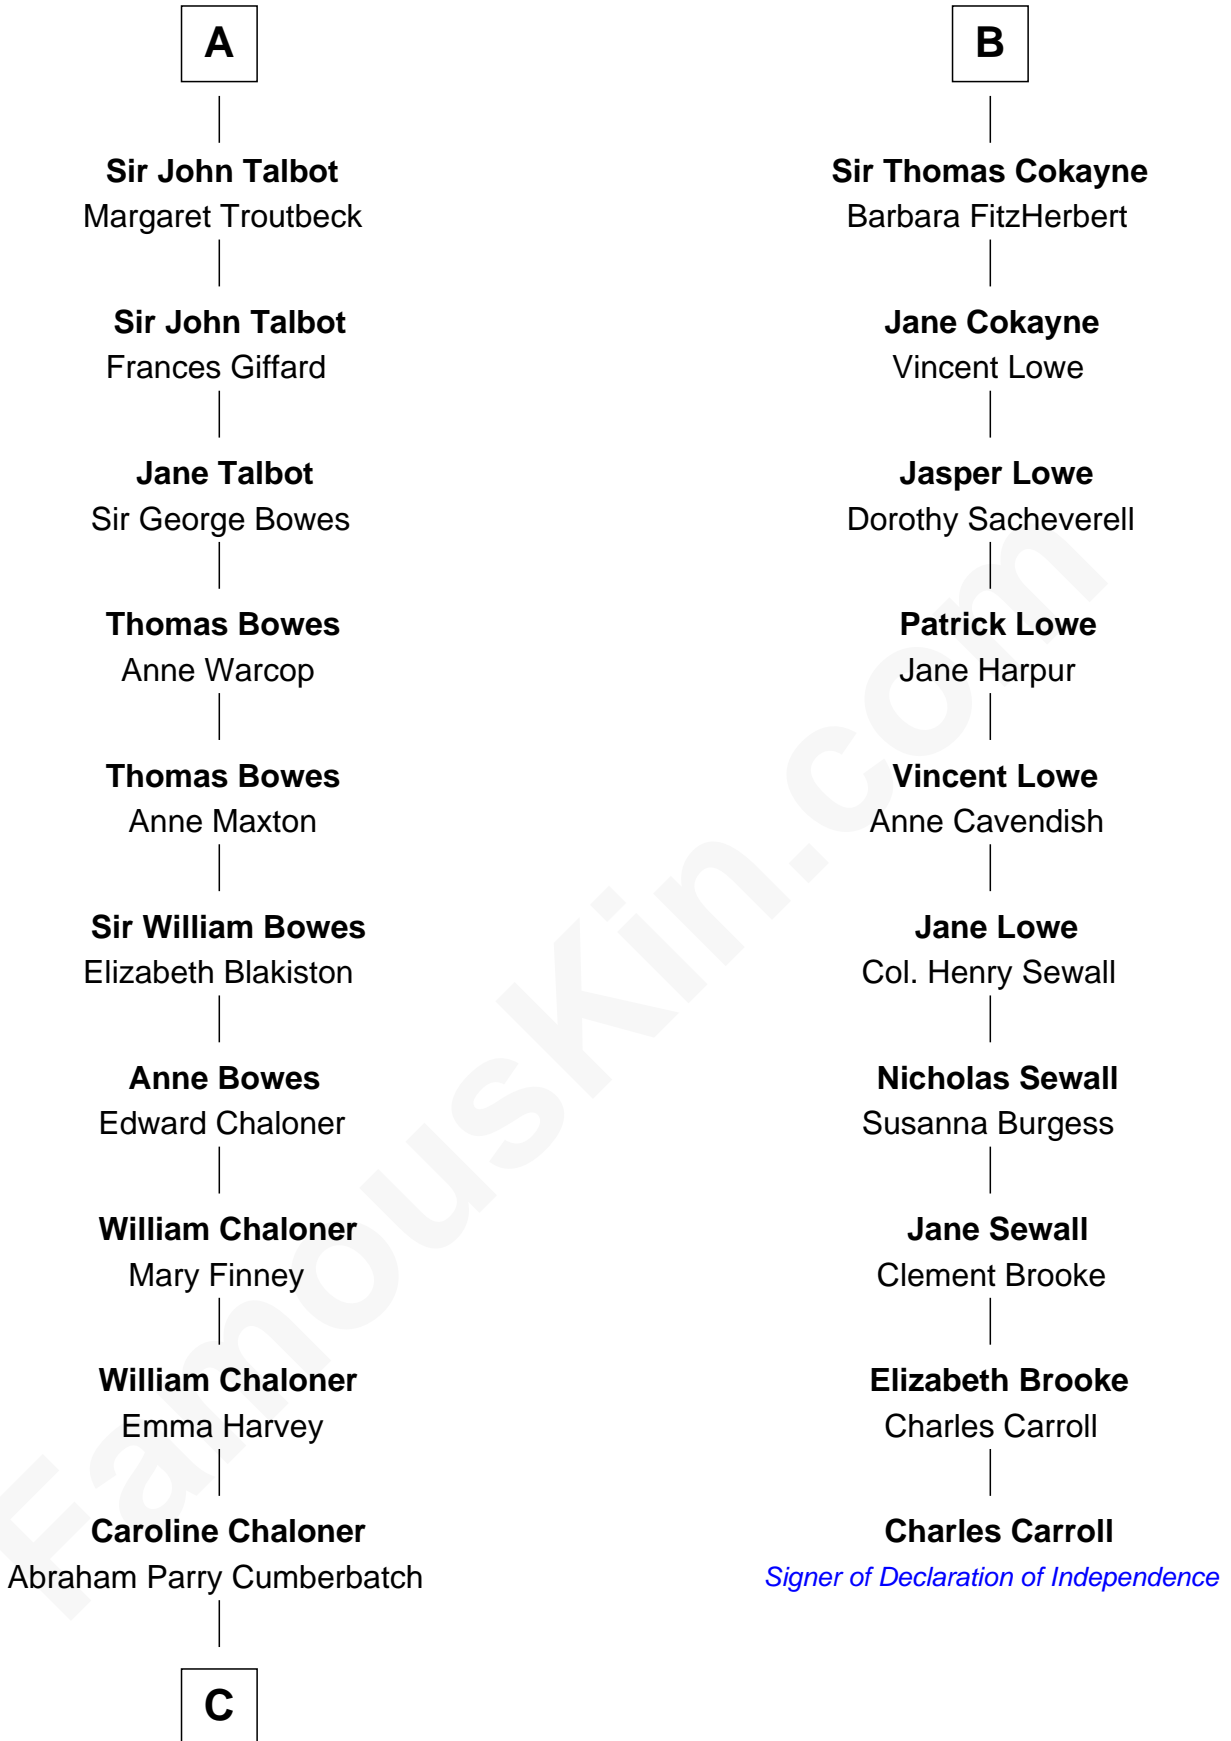 A
Sir John Talbot
Margaret Troutbeck
Sir John Talbot
Frances Giffard
Jane Talbot
Sir George Bowes
Thomas Bowes
Anne Warcop
Thomas Bowes
Anne Maxton
Sir William Bowes
Elizabeth Blakiston
Anne Bowes
Edward Chaloner
William Chaloner
Mary Finney
William Chaloner
Emma Harvey
Caroline Chaloner
Abraham Parry Cumberbatch
C
B
Sir Thomas Cokayne
Barbara FitzHerbert
Jane Cokayne
Vincent Lowe
Jasper Lowe
Dorothy Sacheverell
Patrick Lowe
Jane Harpur
Vincent Lowe
Anne Cavendish
Jane Lowe
Col. Henry Sewall
Nicholas Sewall
Susanna Burgess
Jane Sewall
Clement Brooke
Elizabeth Brooke
Charles Carroll
Charles Carroll
Signer of Declaration of Independence
FamousKin.com